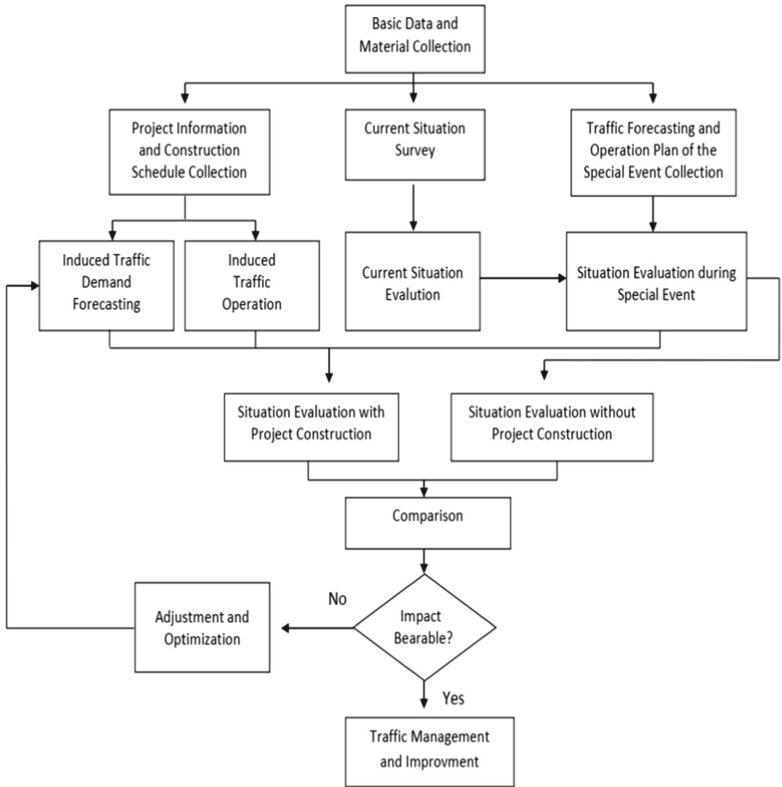 Basic Data and
Material Collection
Project Information
and Construction
Schedule Collection
Current Situation
Survey
Traffic Forecasting and
Operation Plan of the
Special Event Collection
Induced Traffic
Demand
Forecasting
Induced
Traffic
Operation
Current Situation
Evalution
Situation Evaluation during
Special Event
Situation Evaluation with
Project Construction
Situation Evaluation without
Project Construction
Comparison
No
Impact
Bearable?
Adjustment and
Optimization
Yes
Traffic Management
and Improvment